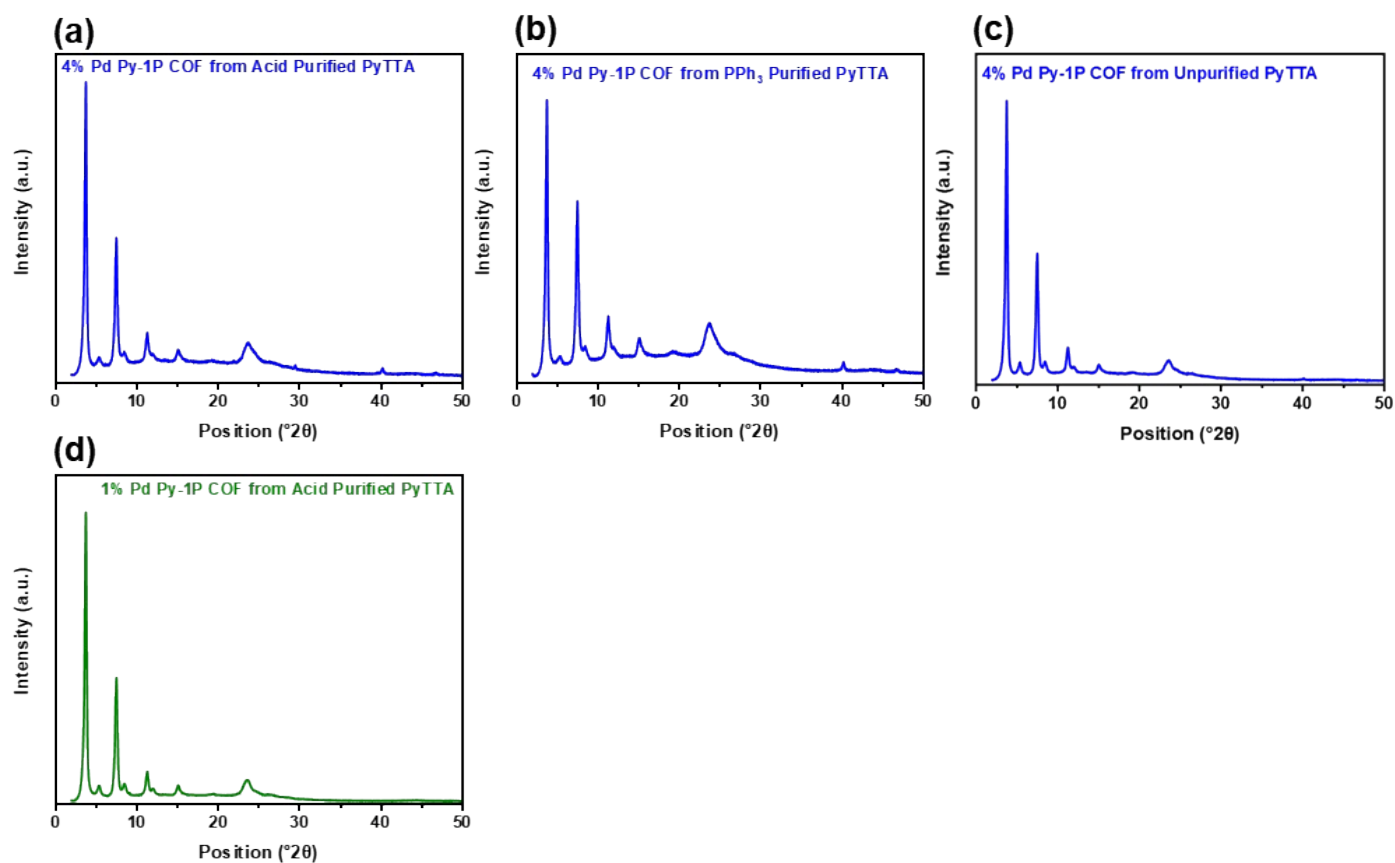 (a)
4% Pd Py-1P COF from Acid Purified PyTTA
Intensity (a.u.)
0 10 20 30 40 50
Position (°2θ)
(b)
4% Pd Py-1P COF from PPh₃ Purified PyTTA
Intensity (a.u.)
0 10 20 30 40 50
Position (°2θ)
(c)
4% Pd Py-1P COF from Unpurified PyTTA
Intensity (a.u.)
0 10 20 30 40 50
Position (°2θ)
(d)
1% Pd Py-1P COF from Acid Purified PyTTA
Intensity (a.u.)
0 10 20 30 40 50
Position (°2θ)